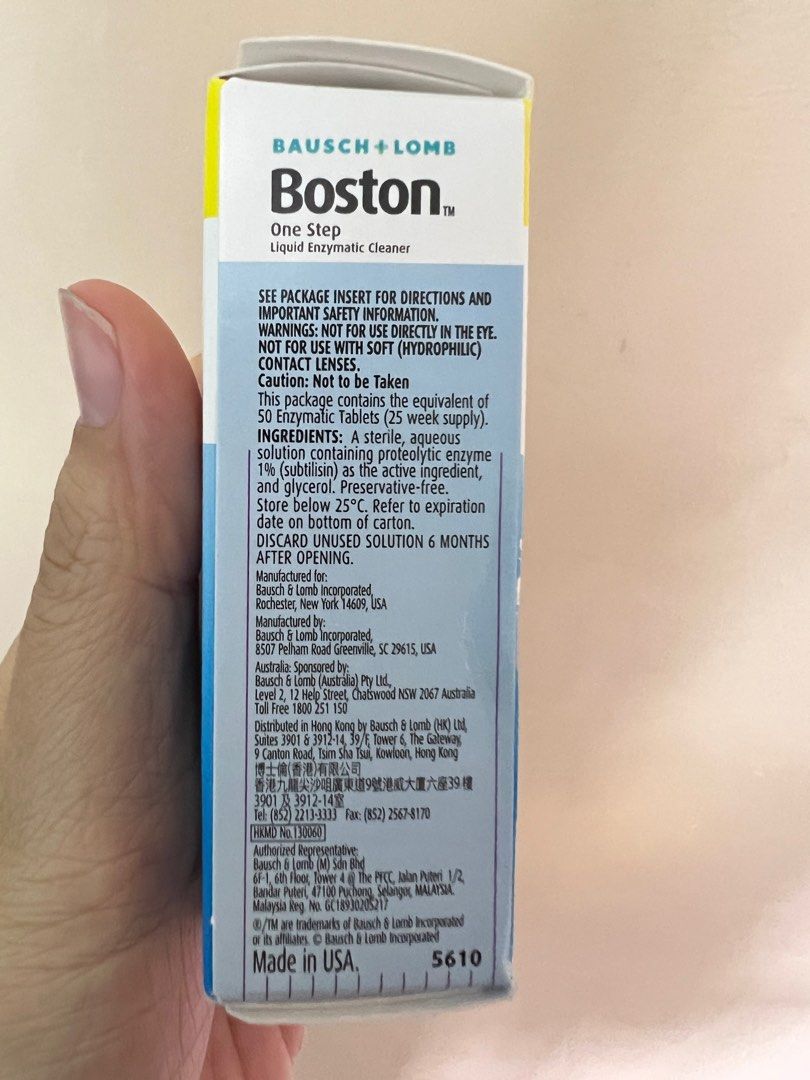 BAUSCH + LOMB
Boston™
One Step
Liquid Enzymatic Cleaner
SEE PACKAGE INSERT FOR DIRECTIONS AND
IMPORTANT SAFETY INFORMATION.
WARNINGS: NOT FOR USE DIRECTLY IN THE EYE.
NOT FOR USE WITH SOFT (HYDROPHILIC)
CONTACT LENSES.
Caution: Not to be Taken
This package contains the equivalent of
50 Enzymatic Tablets (25 week supply).
INGREDIENTS: A sterile, aqueous
solution containing proteolytic enzyme
1% (subtilisin) as the active ingredient,
and glycerol. Preservative-free.
Store below 25°C. Refer to expiration
date on bottom of carton.
DISCARD UNUSED SOLUTION 6 MONTHS
AFTER OPENING.
Manufactured for:
Bausch & Lomb Incorporated,
Rochester, New York 14609, USA
Manufactured by:
Bausch & Lomb Incorporated,
8507 Pelham Road Greenville, SC 29615, USA
Australia: Sponsored by:
Bausch & Lomb (Australia) Pty Ltd.,
Level 2, 12 Help Street, Chatswood NSW 2067 Australia
Toll Free 1800 251 150
Distributed in Hong Kong by Bausch & Lomb (HK) Ltd,
Suites 3901 & 3912-14, 39/F, Tower 6, The Gateway,
9 Canton Road, Tsim Sha Tsui, Kowloon, Hong Kong
博士倫(香港)有限公司
香港九龍尖沙咀廣東道9號港威大廈六座39樓
3901 及 3912-14室
Tel: (852) 2213-3333 Fax: (852) 2567-8170
HKMD No.130060
Authorized Representative:
Bausch & Lomb (M) Sdn Bhd
6F-1, 6th Floor, Tower 4 @ The PFCC, Jalan Puteri 1/2,
Bandar Puteri, 47100 Puchong, Selangor, MALAYSIA.
Malaysia Reg. No. GC1893020S217
®/TM are trademarks of Bausch & Lomb Incorporated
or its affiliates. © Bausch & Lomb Incorporated
Made in USA. 5610